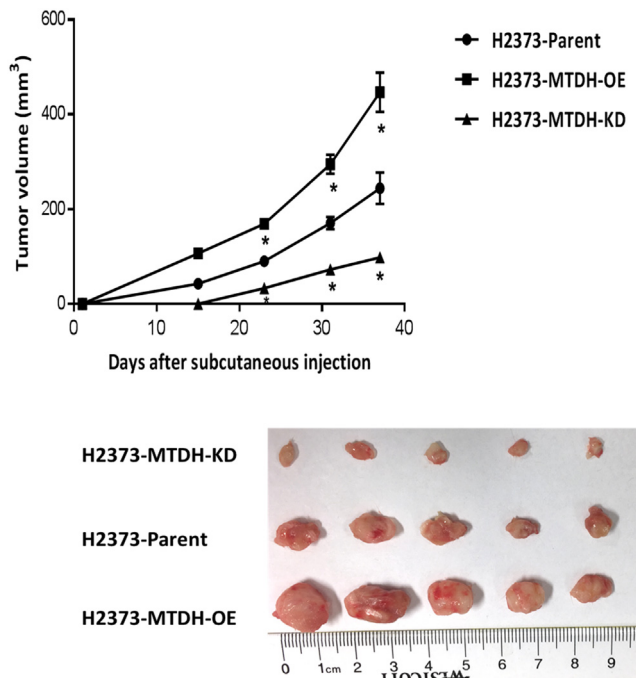 600
400
200
0
Tumor volume (mm³)
0 10 20 30 40
Days after subcutaneous injection
H2373-Parent
H2373-MTDH-OE
H2373-MTDH-KD
*
*
*
*
*
*
H2373-MTDH-KD
H2373-Parent
H2373-MTDH-OE
0 1cm 2 3 4 5 6 7 8 9